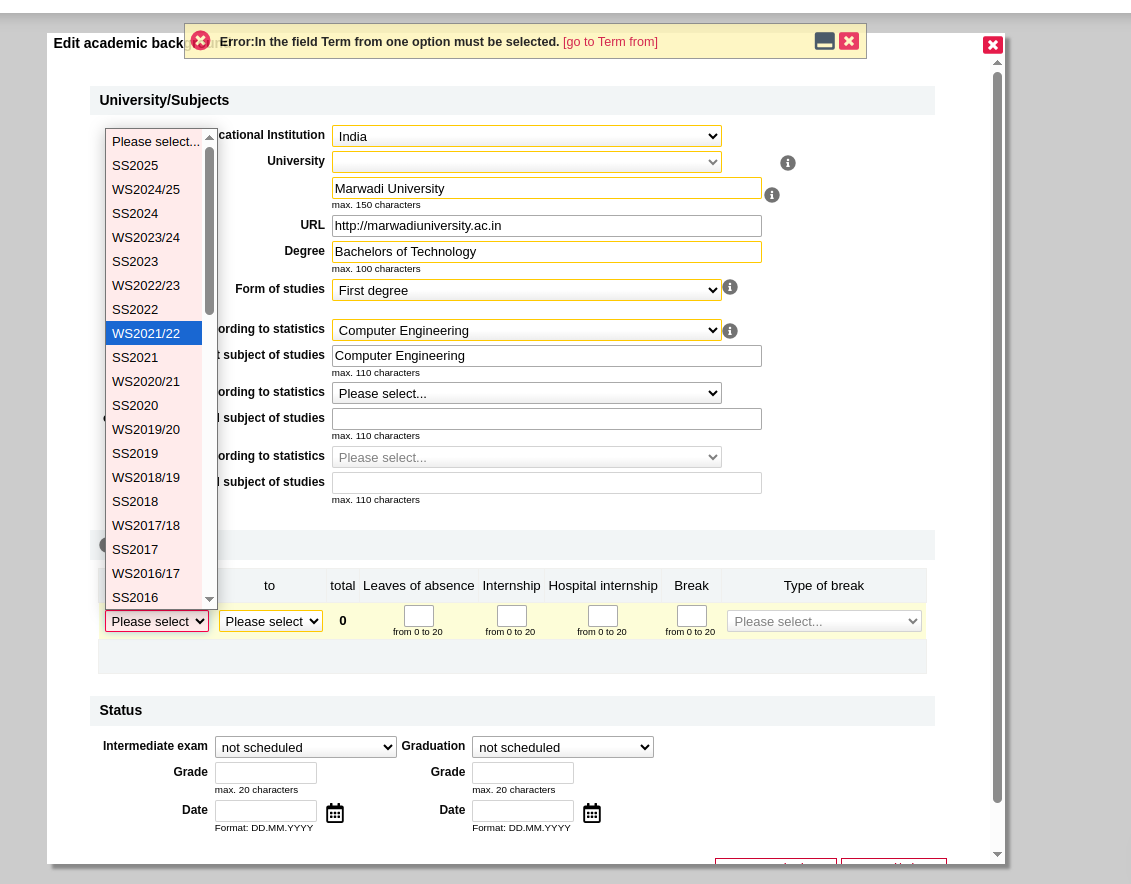 Edit academic back
Error:In the field Term from one option must be selected. [go to Term from]
University/Subjects
cational Institution India
University
Marwadi University
max. 150 characters
URL http://marwadiuniversity.ac.in
Degree Bachelors of Technology
max. 100 characters
Form of studies First degree
ording to statistics Computer Engineering
t subject of studies Computer Engineering
max. 110 characters
ording to statistics Please select...
subject of studies
max. 110 characters
ording to statistics Please select...
subject of studies
max. 110 characters
Please select...
SS2025
WS2024/25
SS2024
WS2023/24
SS2023
WS2022/23
SS2022
WS2021/22
SS2021
WS2020/21
SS2020
WS2019/20
SS2019
WS2018/19
SS2018
WS2017/18
SS2017
WS2016/17
SS2016
to total Leaves of absence Internship Hospital internship Break Type of break
Please select Please select 0 Please select...
from 0 to 20 from 0 to 20 from 0 to 20 from 0 to 20
Status
Intermediate exam not scheduled Graduation not scheduled
Grade Grade
max. 20 characters max. 20 characters
Date Date
Format: DD.MM.YYYY Format: DD.MM.YYYY